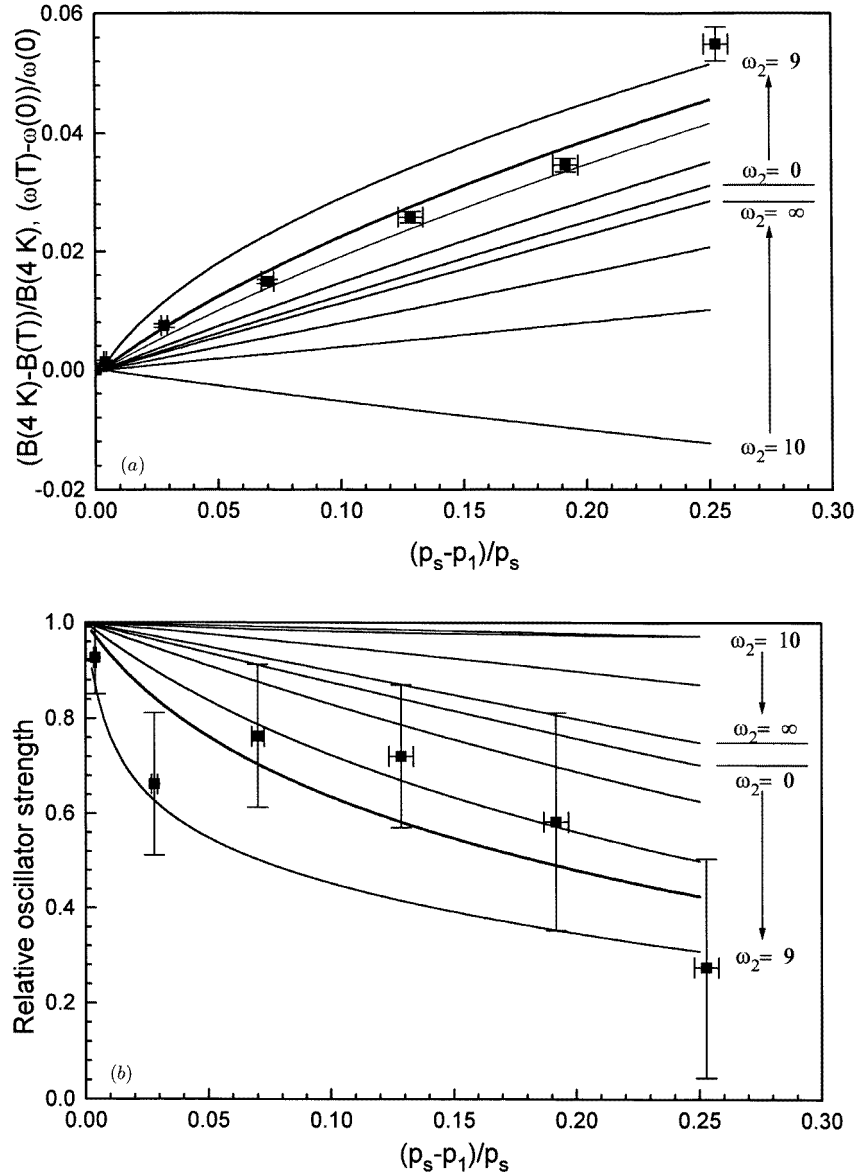 0.06
0.04
0.02
0.00
-0.02
(B(4 K)-B(T))/B(4 K), (ω(T)-ω(0))/ω(0)
ω2= 9
ω2= 0
ω2= ∞
ω2= 10
(a)
0.00 0.05 0.10 0.15 0.20 0.25 0.30
(ps-p1)/ps
1.0
0.8
0.6
0.4
0.2
0.0
Relative oscillator strength
ω2= 10
ω2= ∞
ω2= 0
ω2= 9
(b)
0.00 0.05 0.10 0.15 0.20 0.25 0.30
(ps-p1)/ps